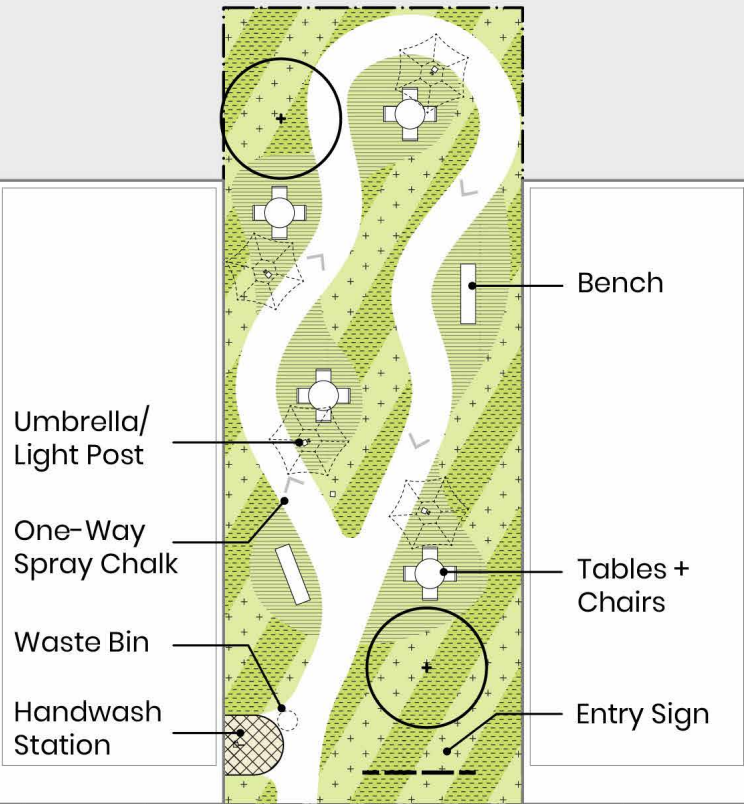 Bench
Umbrella/
Light Post
One-Way
Spray Chalk
Tables +
Chairs
Waste Bin
Handwash
Station
Entry Sign